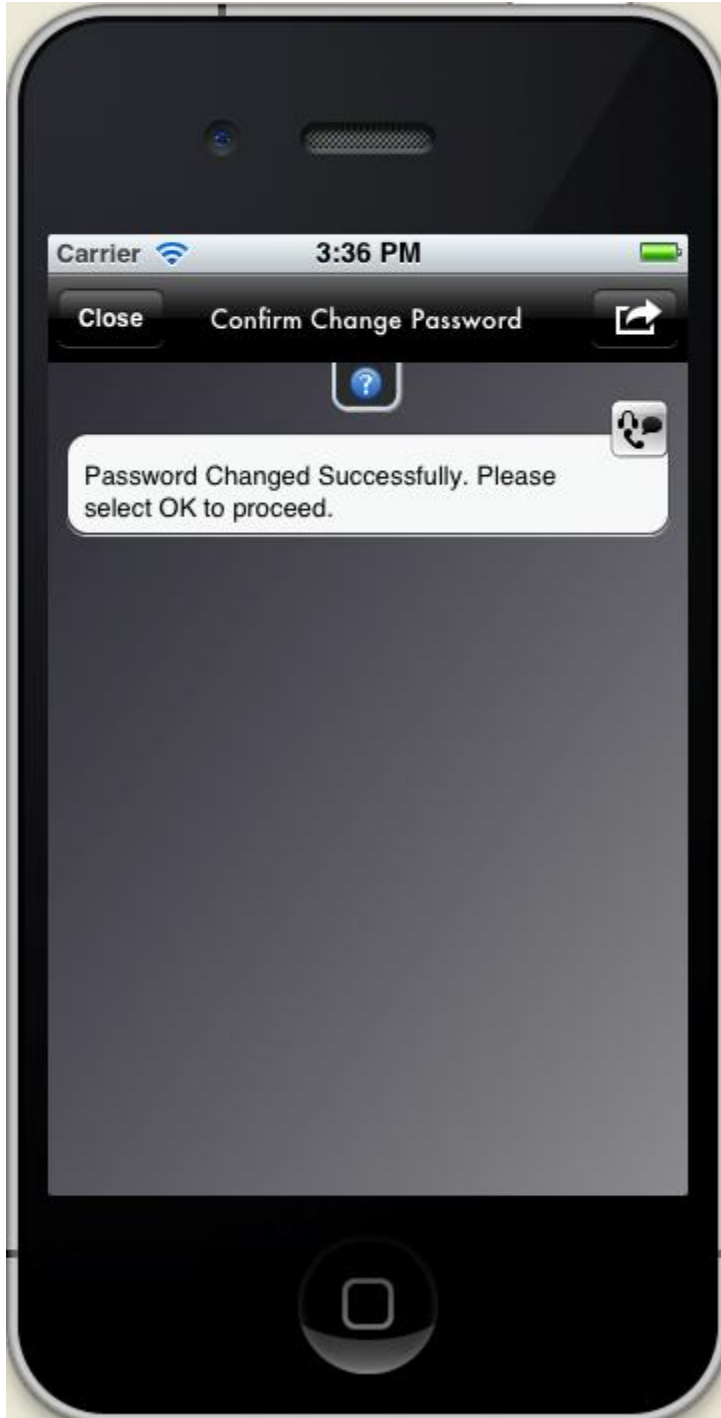 Carrier 3:36 PM
Close Confirm Change Password
?
Password Changed Successfully. Please
select OK to proceed.